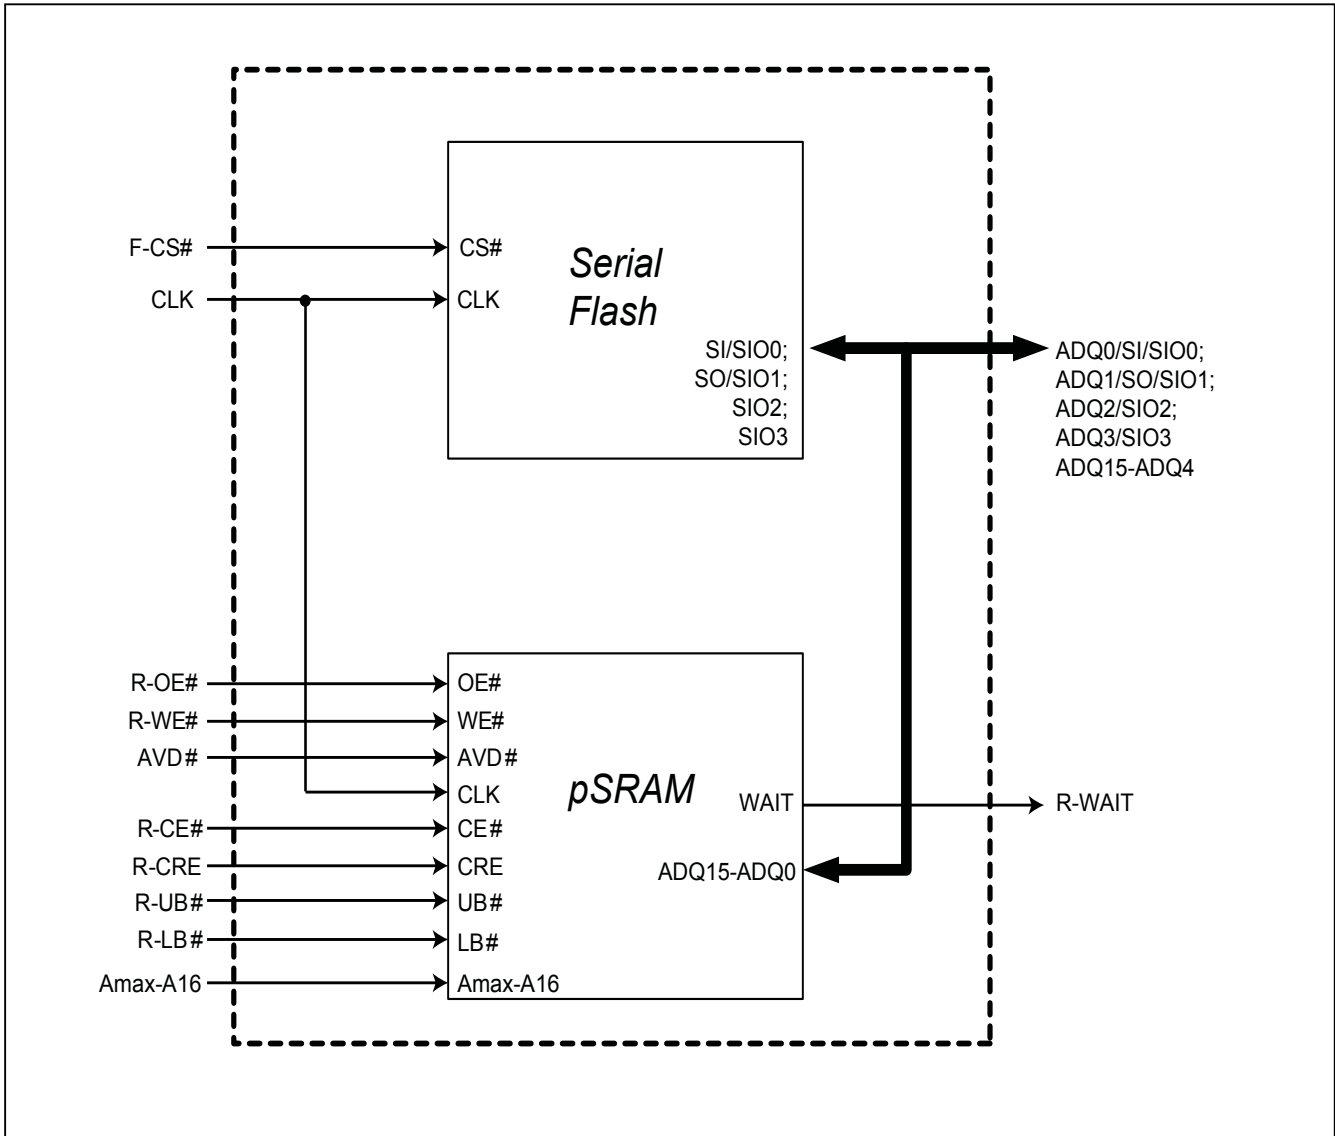 F-CS#
CLK
CS#
CLK
Serial
Flash
SI/SIO0;
SO/SIO1;
SIO2;
SIO3
ADQ0/SI/SIO0;
ADQ1/SO/SIO1;
ADQ2/SIO2;
ADQ3/SIO3
ADQ15-ADQ4
R-OE#
R-WE#
AVD#
R-CE#
R-CRE
R-UB#
R-LB#
Amax-A16
OE#
WE#
AVD#
CLK
CE#
CRE
UB#
LB#
Amax-A16
pSRAM
WAIT
ADQ15-ADQ0
R-WAIT